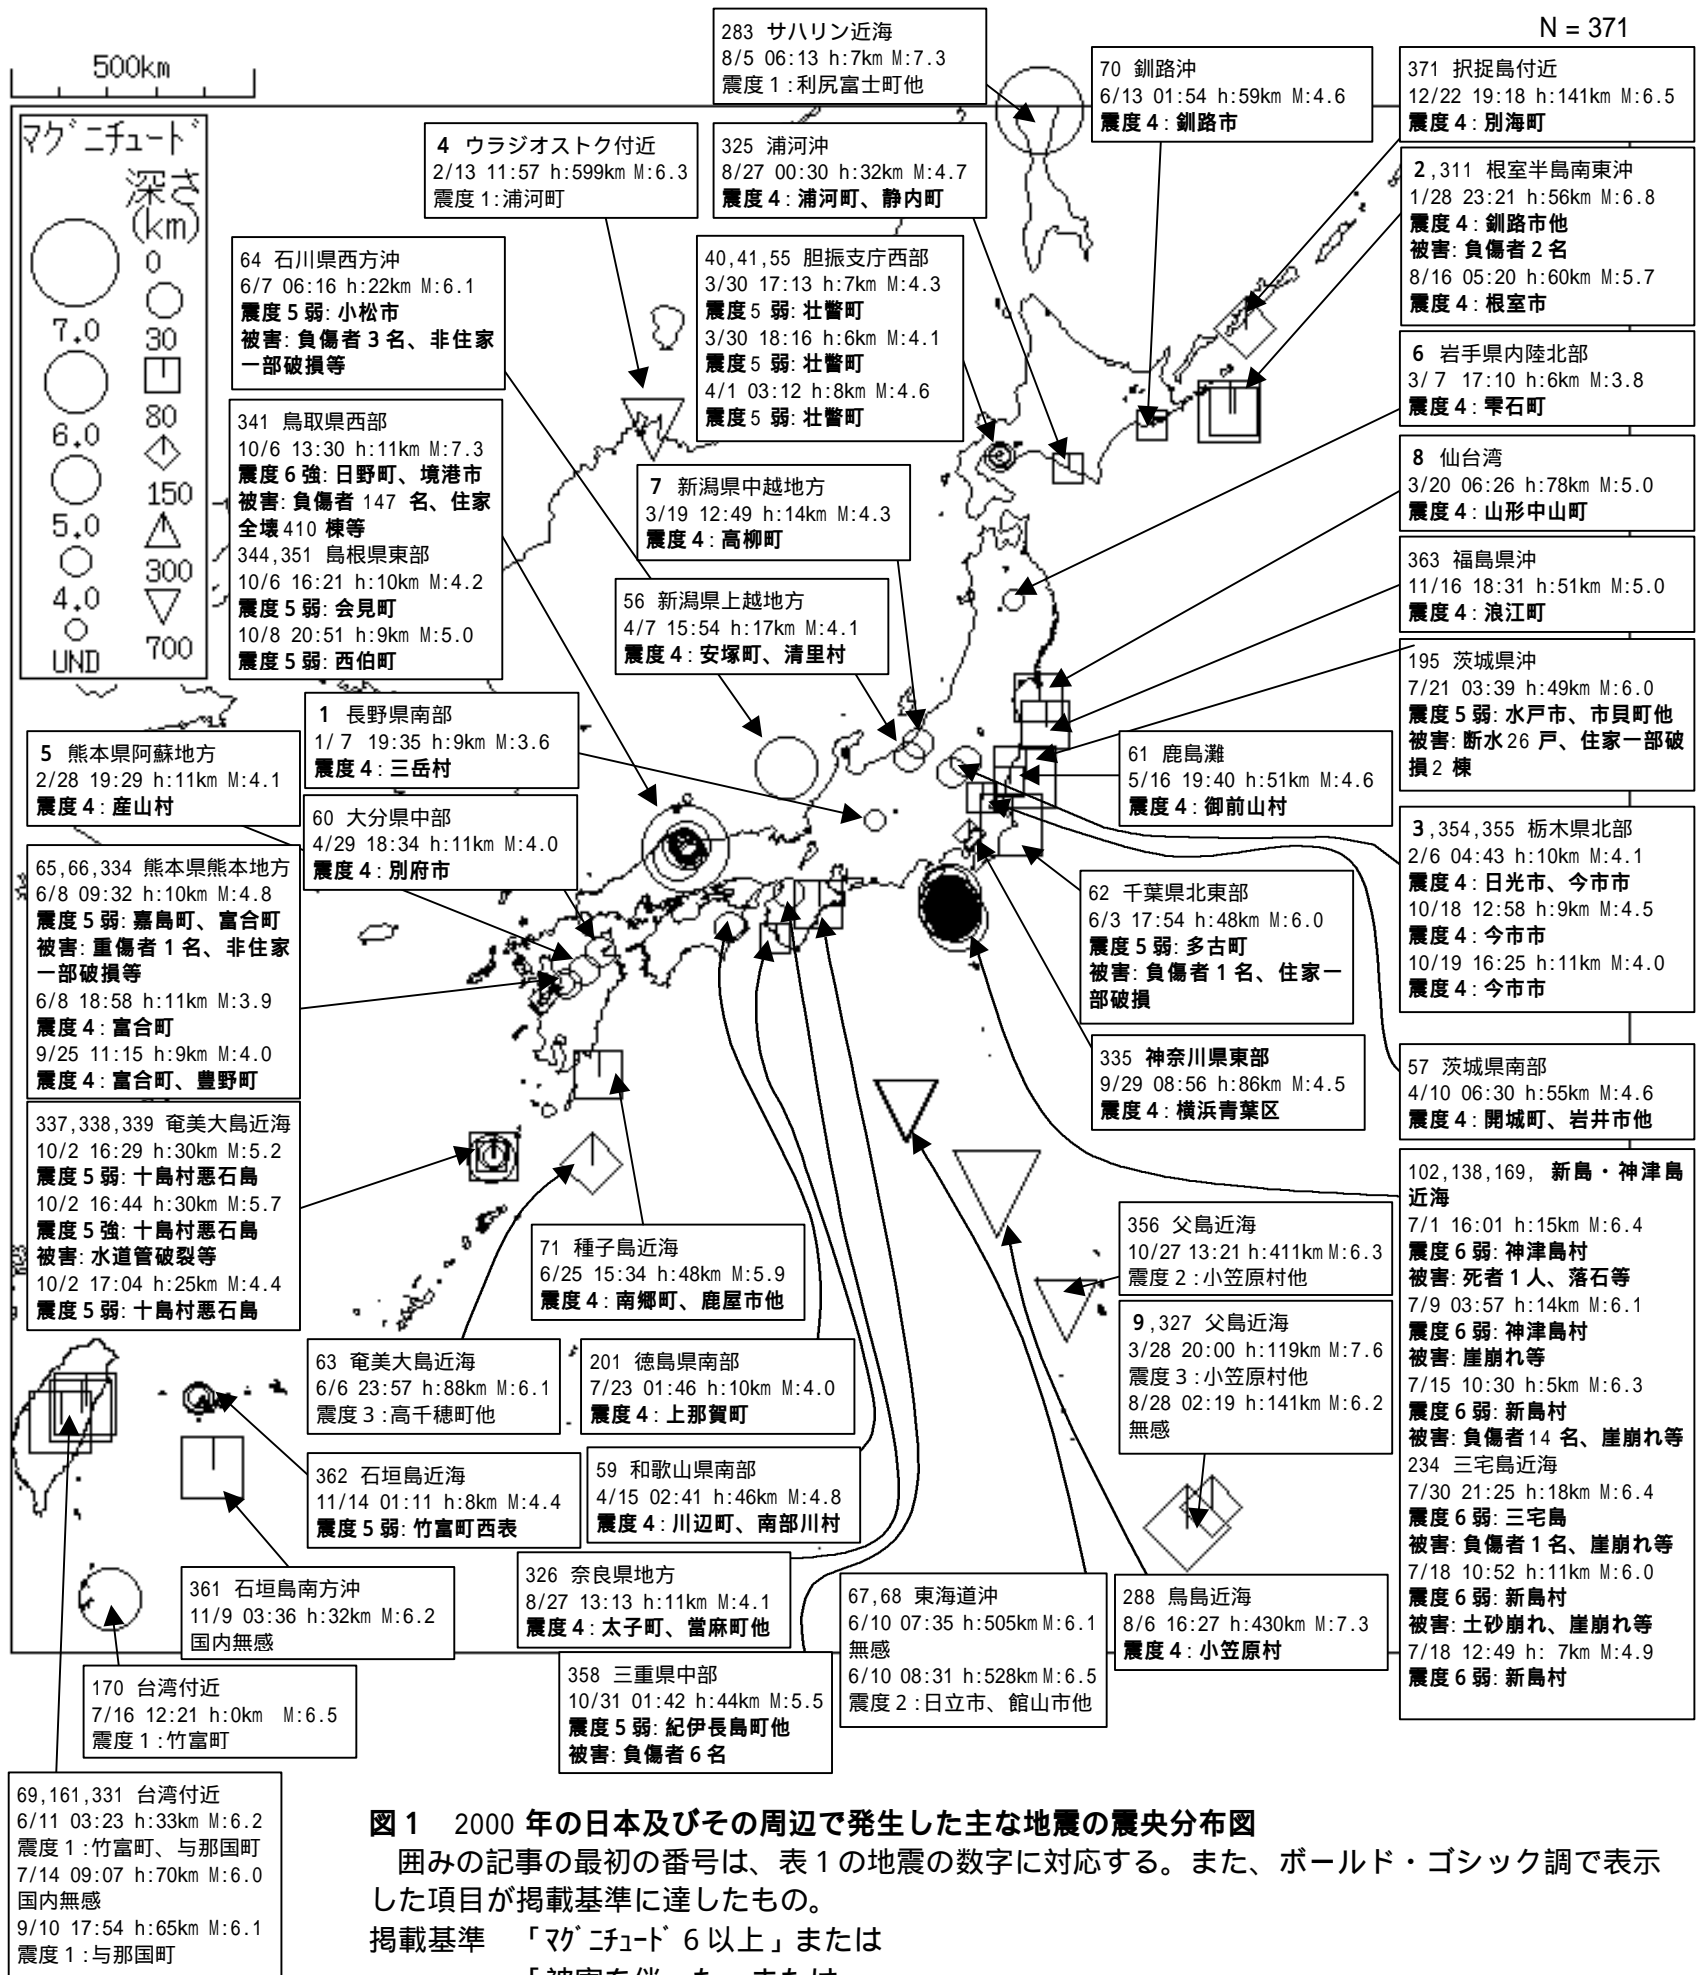 N = 371
500km
マグニチュード
深さ
(km)
0
7.0
30
6.0
80
5.0
150
4.0
300
UND
700
283 サハリン近海
8/5 06:13 h:7km M:7.3
震度1:利尻富士町他
70 釧路沖
6/13 01:54 h:59km M:4.6
震度4:釧路市
371 択捉島付近
12/22 19:18 h:141km M:6.5
震度4:別海町
4 ウラジオストク付近
2/13 11:57 h:599km M:6.3
震度1:浦河町
325 浦河沖
8/27 00:30 h:32km M:4.7
震度4:浦河町、静内町
2,311 根室半島南東沖
1/28 23:21 h:56km M:6.8
震度4:釧路市他
被害:負傷者2名
8/16 05:20 h:60km M:5.7
震度4:根室市
64 石川県西方沖
6/7 06:16 h:22km M:6.1
震度5弱:小松市
被害:負傷者3名、非住家
一部破損等
40,41,55 胆振支庁西部
3/30 17:13 h:7km M:4.3
震度5 弱:壮瞥町
3/30 18:16 h:6km M:4.1
震度5 弱:壮瞥町
4/1 03:12 h:8km M:4.6
震度5 弱:壮瞥町
6 岩手県内陸北部
3/ 7 17:10 h:6km M:3.8
震度4:雫石町
341 鳥取県西部
10/6 13:30 h:11km M:7.3
震度6強:日野町、境港市
被害:負傷者 147 名、住家
全壊410 棟等
344,351 島根県東部
10/6 16:21 h:10km M:4.2
震度5弱:会見町
10/8 20:51 h:9km M:5.0
震度5弱:西伯町
7 新潟県中越地方
3/19 12:49 h:14km M:4.3
震度4:高柳町
8 仙台湾
3/20 06:26 h:78km M:5.0
震度4:山形中山町
363 福島県沖
11/16 18:31 h:51km M:5.0
震度4:浪江町
56 新潟県上越地方
4/7 15:54 h:17km M:4.1
震度4:安塚町、清里村
195 茨城県沖
7/21 03:39 h:49km M:6.0
震度5弱:水戸市、市貝町他
被害:断水26 戸、住家一部破
損2 棟
1 長野県南部
1/ 7 19:35 h:9km M:3.6
震度4:三岳村
5 熊本県阿蘇地方
2/28 19:29 h:11km M:4.1
震度4:産山村
61 鹿島灘
5/16 19:40 h:51km M:4.6
震度4:御前山村
60 大分県中部
4/29 18:34 h:11km M:4.0
震度4:別府市
3,354,355 栃木県北部
2/6 04:43 h:10km M:4.1
震度4:日光市、今市市
10/18 12:58 h:9km M:4.5
震度4:今市市
10/19 16:25 h:11km M:4.0
震度4:今市市
65,66,334 熊本県熊本地方
6/8 09:32 h:10km M:4.8
震度5弱:嘉島町、富合町
被害:重傷者1名、非住家
一部破損等
6/8 18:58 h:11km M:3.9
震度4:富合町
9/25 11:15 h:9km M:4.0
震度4:富合町、豊野町
62 千葉県北東部
6/3 17:54 h:48km M:6.0
震度5弱:多古町
被害:負傷者1名、住家一
部破損
335 神奈川県東部
9/29 08:56 h:86km M:4.5
震度4:横浜青葉区
57 茨城県南部
4/10 06:30 h:55km M:4.6
震度4:開城町、岩井市他
337,338,339 奄美大島近海
10/2 16:29 h:30km M:5.2
震度5弱:十島村悪石島
10/2 16:44 h:30km M:5.7
震度5強:十島村悪石島
被害:水道管破裂等
10/2 17:04 h:25km M:4.4
震度5弱:十島村悪石島
102,138,169, 新島・神津島
近海
7/1 16:01 h:15km M:6.4
震度6弱:神津島村
被害:死者1人、落石等
7/9 03:57 h:14km M:6.1
震度6弱:神津島村
被害:崖崩れ等
7/15 10:30 h:5km M:6.3
震度6弱:新島村
被害:負傷者14 名、崖崩れ等
234 三宅島近海
7/30 21:25 h:18km M:6.4
震度6弱:三宅島
被害:負傷者1名、崖崩れ等
7/18 10:52 h:11km M:6.0
震度6弱:新島村
被害:土砂崩れ、崖崩れ等
7/18 12:49 h: 7km M:4.9
震度6弱:新島村
71 種子島近海
6/25 15:34 h:48km M:5.9
震度4:南郷町、鹿屋市他
356 父島近海
10/27 13:21 h:411km M:6.3
震度2:小笠原村他
9,327 父島近海
3/28 20:00 h:119km M:7.6
震度3:小笠原村他
8/28 02:19 h:141km M:6.2
無感
63 奄美大島近海
6/6 23:57 h:88km M:6.1
震度3:高千穂町他
201 徳島県南部
7/23 01:46 h:10km M:4.0
震度4:上那賀町
362 石垣島近海
11/14 01:11 h:8km M:4.4
震度5弱:竹富町西表
59 和歌山県南部
4/15 02:41 h:46km M:4.8
震度4:川辺町、南部川村
361 石垣島南方沖
11/9 03:36 h:32km M:6.2
国内無感
326 奈良県地方
8/27 13:13 h:11km M:4.1
震度4:太子町、當麻町他
67,68 東海道沖
6/10 07:35 h:505km M:6.1
無感
6/10 08:31 h:528km M:6.5
震度2:日立市、館山市他
288 鳥島近海
8/6 16:27 h:430km M:7.3
震度4:小笠原村
170 台湾付近
7/16 12:21 h:0km M:6.5
震度1:竹富町
358 三重県中部
10/31 01:42 h:44km M:5.5
震度5弱:紀伊長島町他
被害:負傷者6名
69,161,331 台湾付近
6/11 03:23 h:33km M:6.2
震度1:竹富町、与那国町
7/14 09:07 h:70km M:6.0
国内無感
9/10 17:54 h:65km M:6.1
震度1:与那国町
図1 2000 年の日本及びその周辺で発生した主な地震の震央分布図
囲みの記事の最初の番号は、表1の地震の数字に対応する。また、ボールド・ゴシック調で表示
した項目が掲載基準に達したもの。
掲載基準 「マグニチュード6以上」または